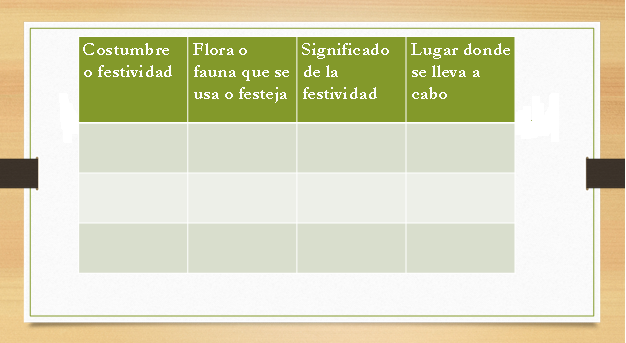 Costumbre
o festividad
Flora o
fauna que se
usa o festeja
Significado
de la
festividad
Lugar donde
se lleva a
cabo